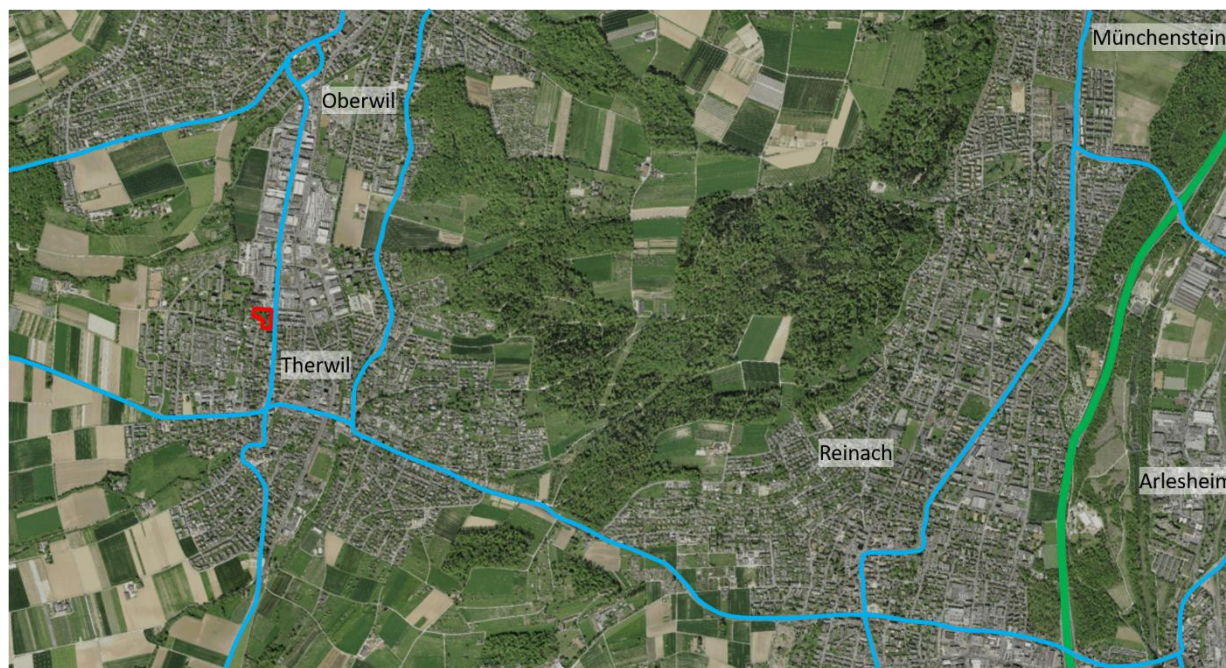 Münchenstein
Oberwil
Therwil
Reinach
Arlesheim